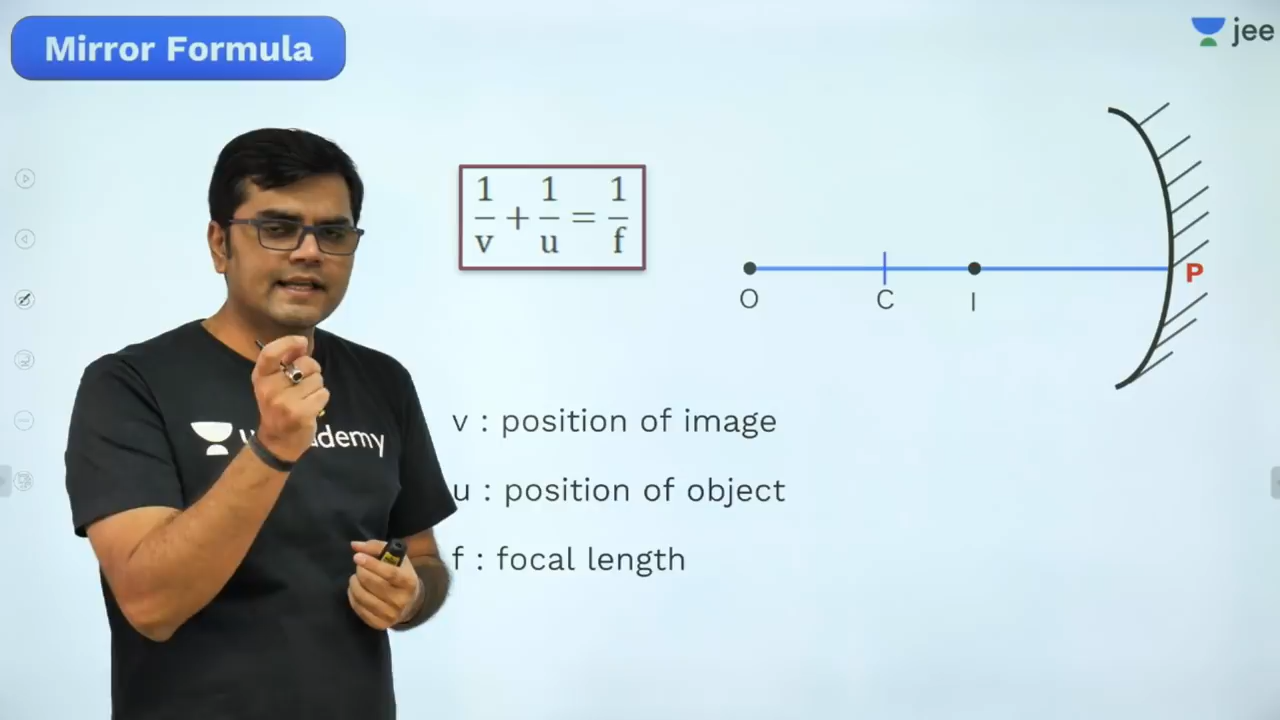 Mirror Formula
jee
1/v + 1/u = 1/f
P
O C I
v : position of image
u : position of object
f : focal length